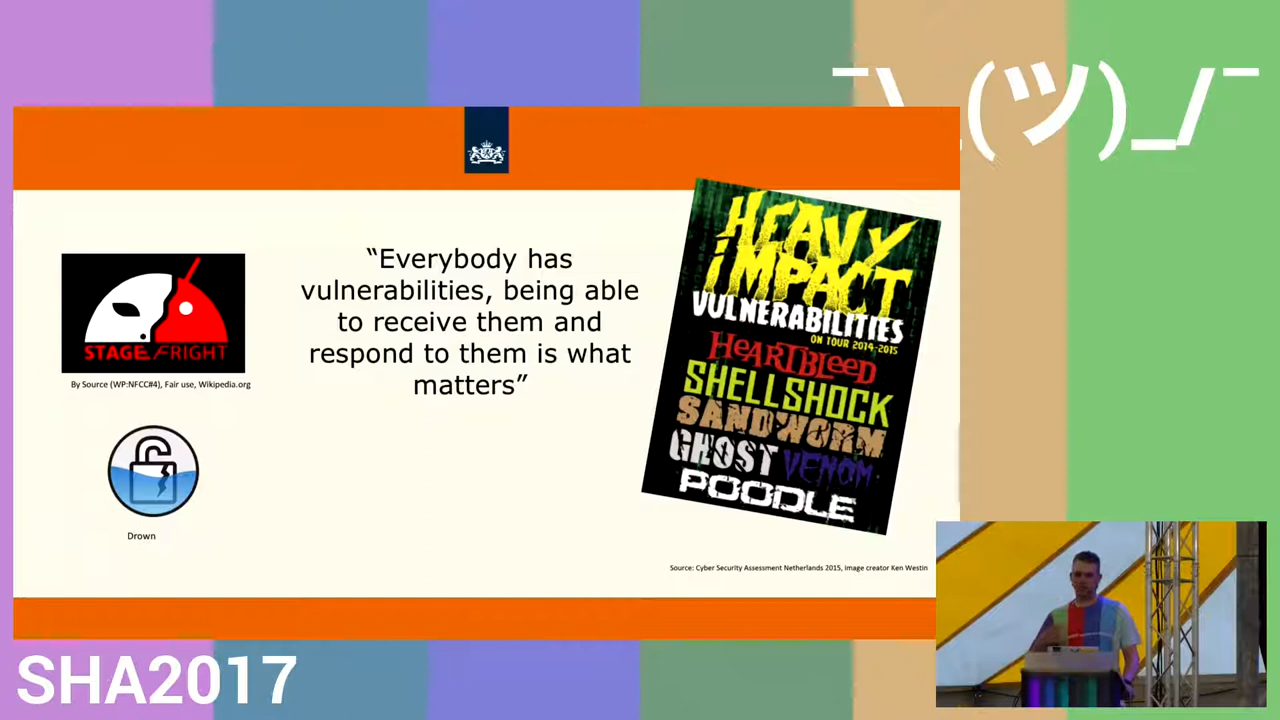 ¯\_(ツ)_/¯
“Everybody has
vulnerabilities, being able
to receive them and
respond to them is what
matters”
STAGEFRIGHT
By Source (WP:NFCC#4), Fair use, Wikipedia.org
Drown
HEAVY
IMPACT
VULNERABILITIES
ON TOUR 2014-2015
HEARTBLEED
SHELLSHOCK
SANDWORM
GHOST VENOM
POODLE
Source: Cyber Security Assessment Netherlands 2015, image creator Ken Westin
SHA2017